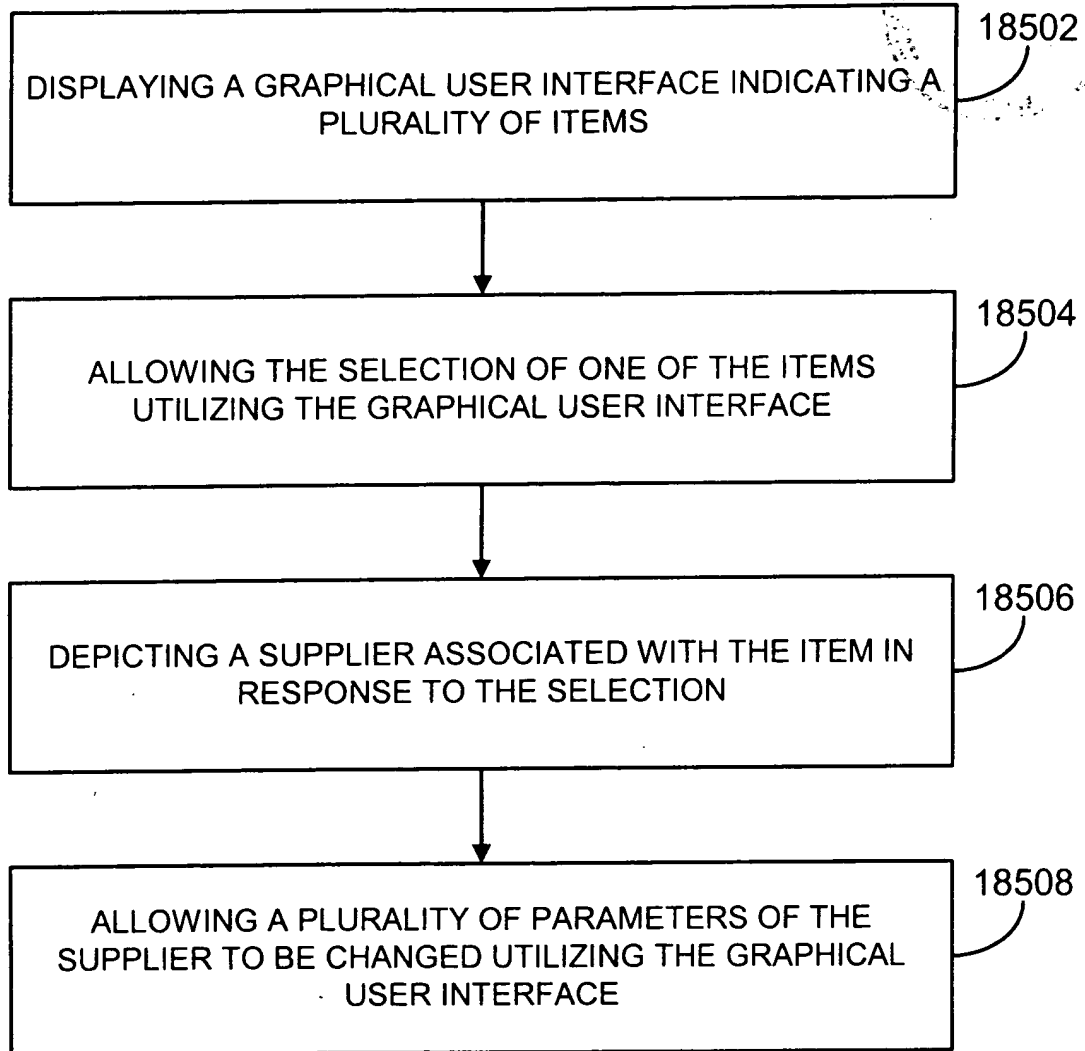 18502
DISPLAYING A GRAPHICAL USER INTERFACE INDICATING A
PLURALITY OF ITEMS
18504
ALLOWING THE SELECTION OF ONE OF THE ITEMS
UTILIZING THE GRAPHICAL USER INTERFACE
18506
DEPICTING A SUPPLIER ASSOCIATED WITH THE ITEM IN
RESPONSE TO THE SELECTION
18508
ALLOWING A PLURALITY OF PARAMETERS OF THE
SUPPLIER TO BE CHANGED UTILIZING THE GRAPHICAL
USER INTERFACE